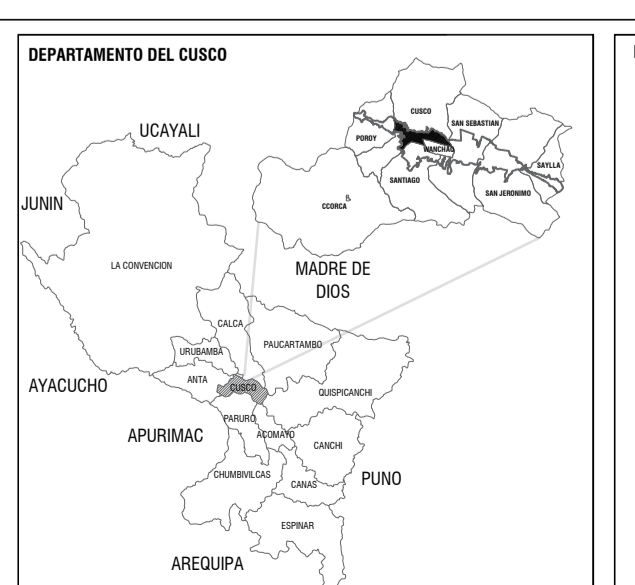 DEPARTAMENTO DEL CUSCO
CUSCO
SAN SEBASTIAN
POROY
WANCHAC
SAYLLA
SANTIAGO
SAN JERONIMO
CCORCA
UCAYALI
JUNIN
LA CONVENCION
MADRE DE
DIOS
CALCA
PAUCARTAMBO
URUBAMBA
ANTA
CUSCO
QUISPICANCHI
AYACUCHO
PARURO
ACOMAYO
APURIMAC
CANCHI
CHUMBIVILCAS
CANAS
PUNO
ESPINAR
AREQUIPA